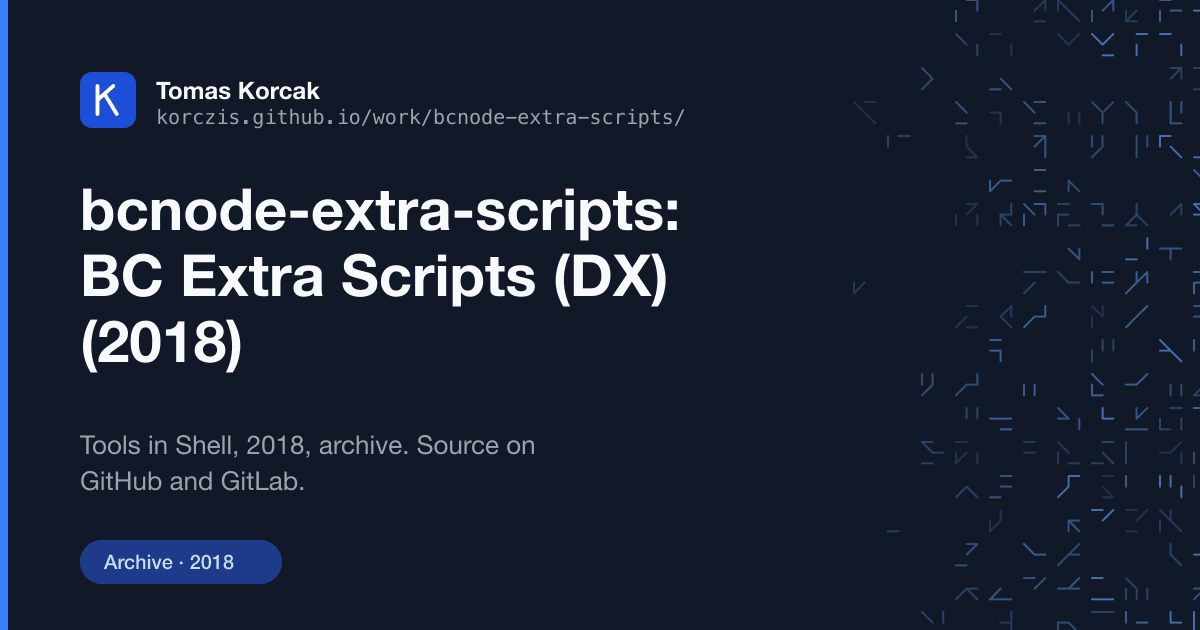 K
Tomas Korcak
korczis.github.io/work/bcnode-extra-scripts/
bcnode-extra-scripts:
BC Extra Scripts (DX)
(2018)
Tools in Shell, 2018, archive. Source on
GitHub and GitLab.
Archive · 2018